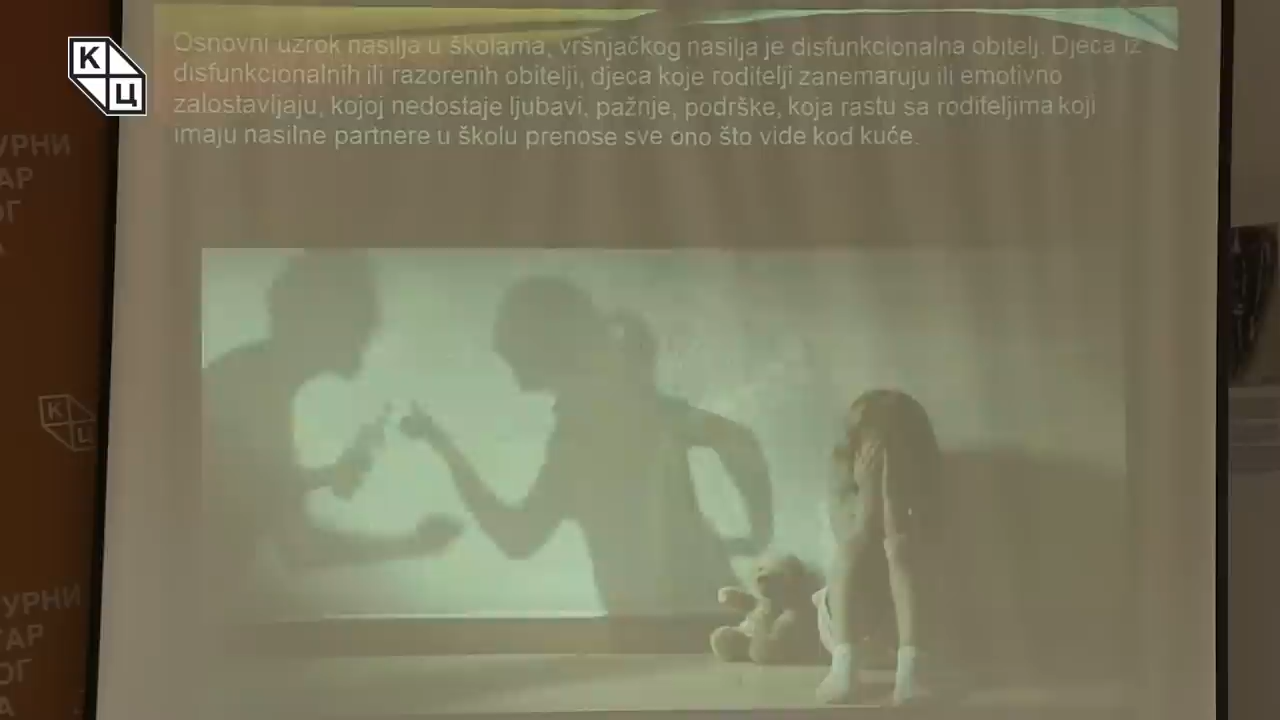 Osnovni uzrok nasilja u školama, vršnjačkog nasilja je disfunkcionalna obitelj. Djeca iz
disfunkcionalnih ili razorenih obitelji, djeca koje roditelji zanemaruju ili emotivno
zalostavljaju, kojoj nedostaje ljubavi, pažnje, podrške, koja rastu sa roditeljima koji
imaju nasilne partnere u školu prenose sve ono što vide kod kuće.
К
Ц
К
Ц